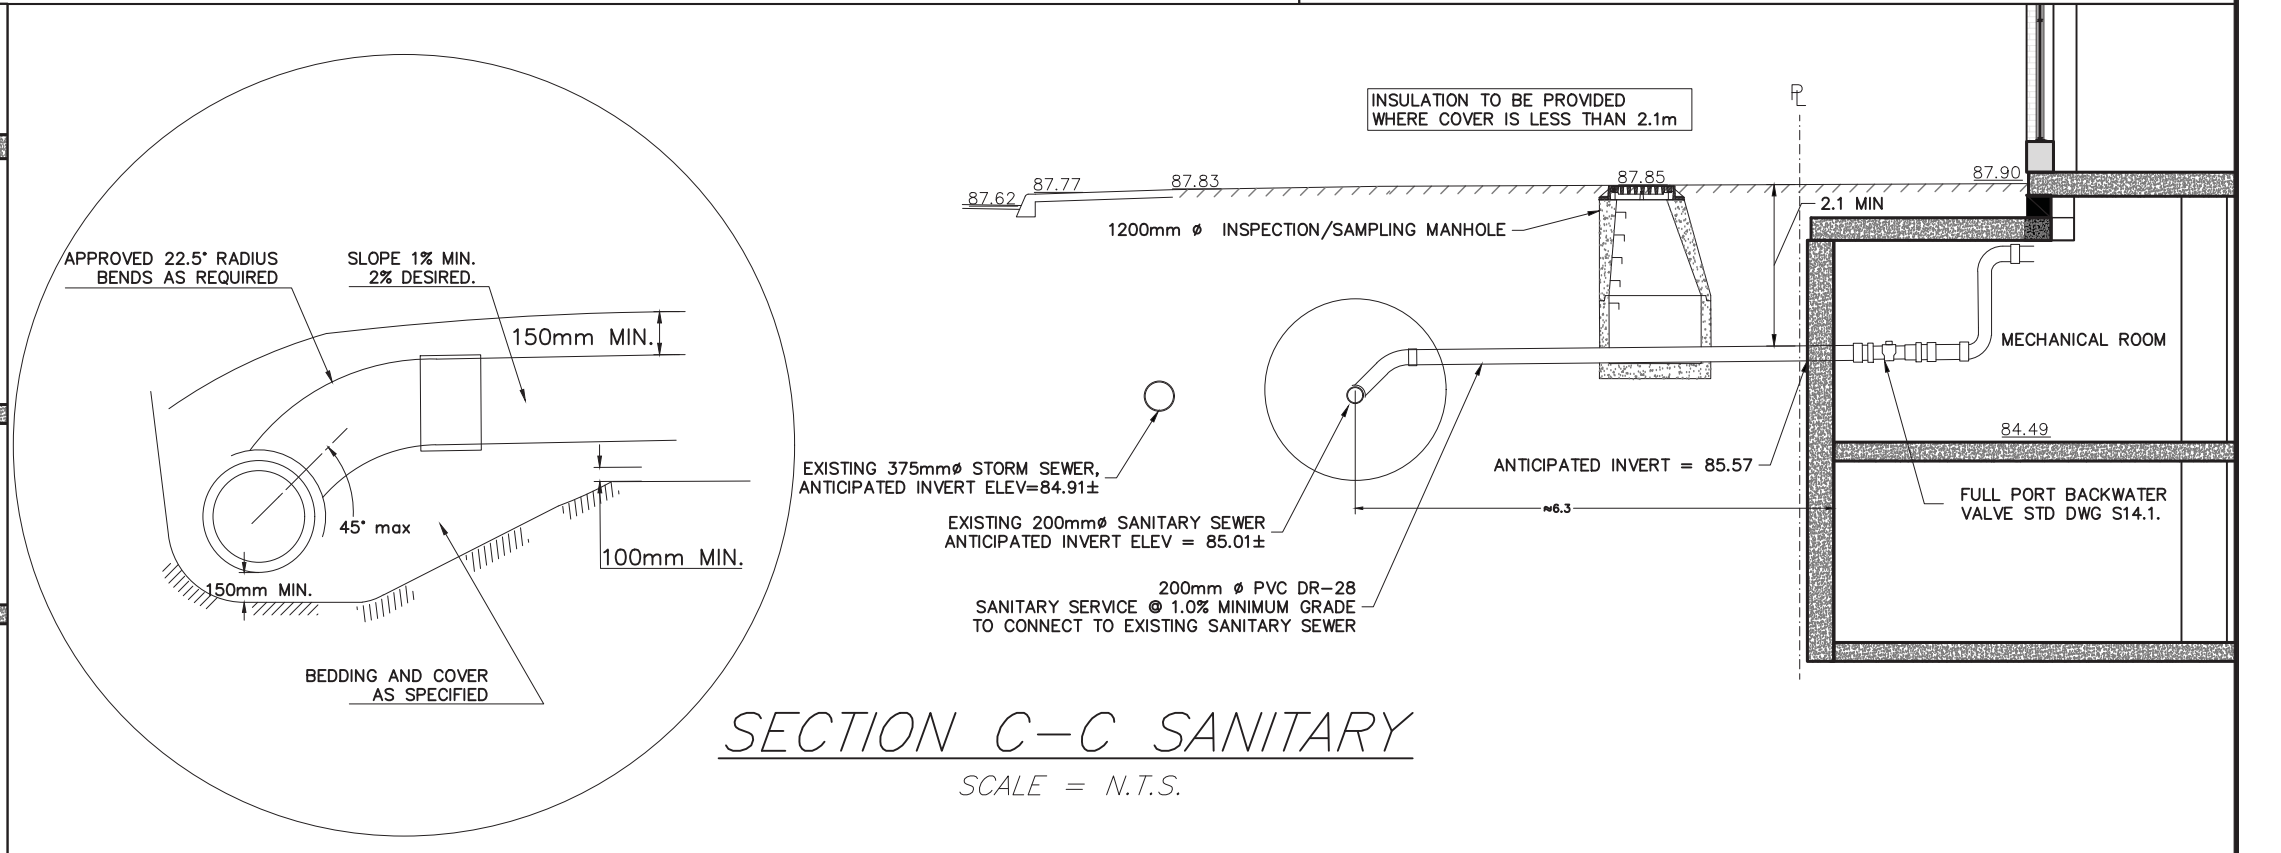 APPROVED 22.5° RADIUS
BENDS AS REQUIRED
SLOPE 1% MIN.
2% DESIRED.
150mm MIN.
45° max
150mm MIN.
100mm MIN.
BEDDING AND COVER
AS SPECIFIED
INSULATION TO BE PROVIDED
WHERE COVER IS LESS THAN 2.1m
PL
87.62
87.77
87.83
87.85
87.90
1200mm ø INSPECTION/SAMPLING MANHOLE
2.1 MIN
MECHANICAL ROOM
84.49
EXISTING 375mmø STORM SEWER,
ANTICIPATED INVERT ELEV=84.91±
EXISTING 200mmø SANITARY SEWER
ANTICIPATED INVERT ELEV = 85.01±
ANTICIPATED INVERT = 85.57
≈6.3
FULL PORT BACKWATER
VALVE STD DWG S14.1.
200mm ø PVC DR-28
SANITARY SERVICE @ 1.0% MINIMUM GRADE
TO CONNECT TO EXISTING SANITARY SEWER
SECTION C-C SANITARY
SCALE = N.T.S.